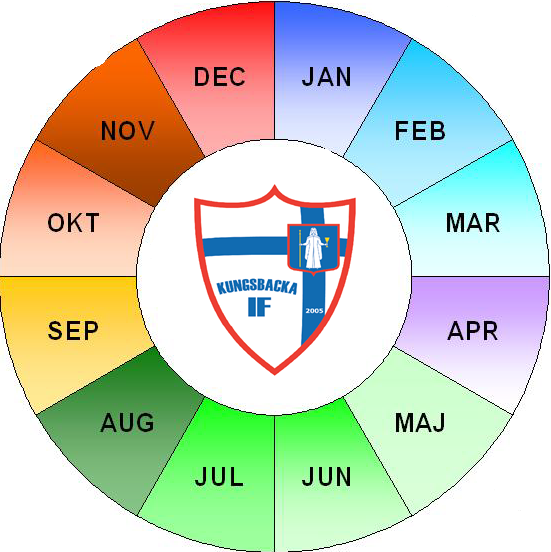 JAN
FEB
MAR
APR
MAJ
JUN
JUL
AUG
SEP
OKT
NOV
DEC
KUNGSBACKA
IF
2005